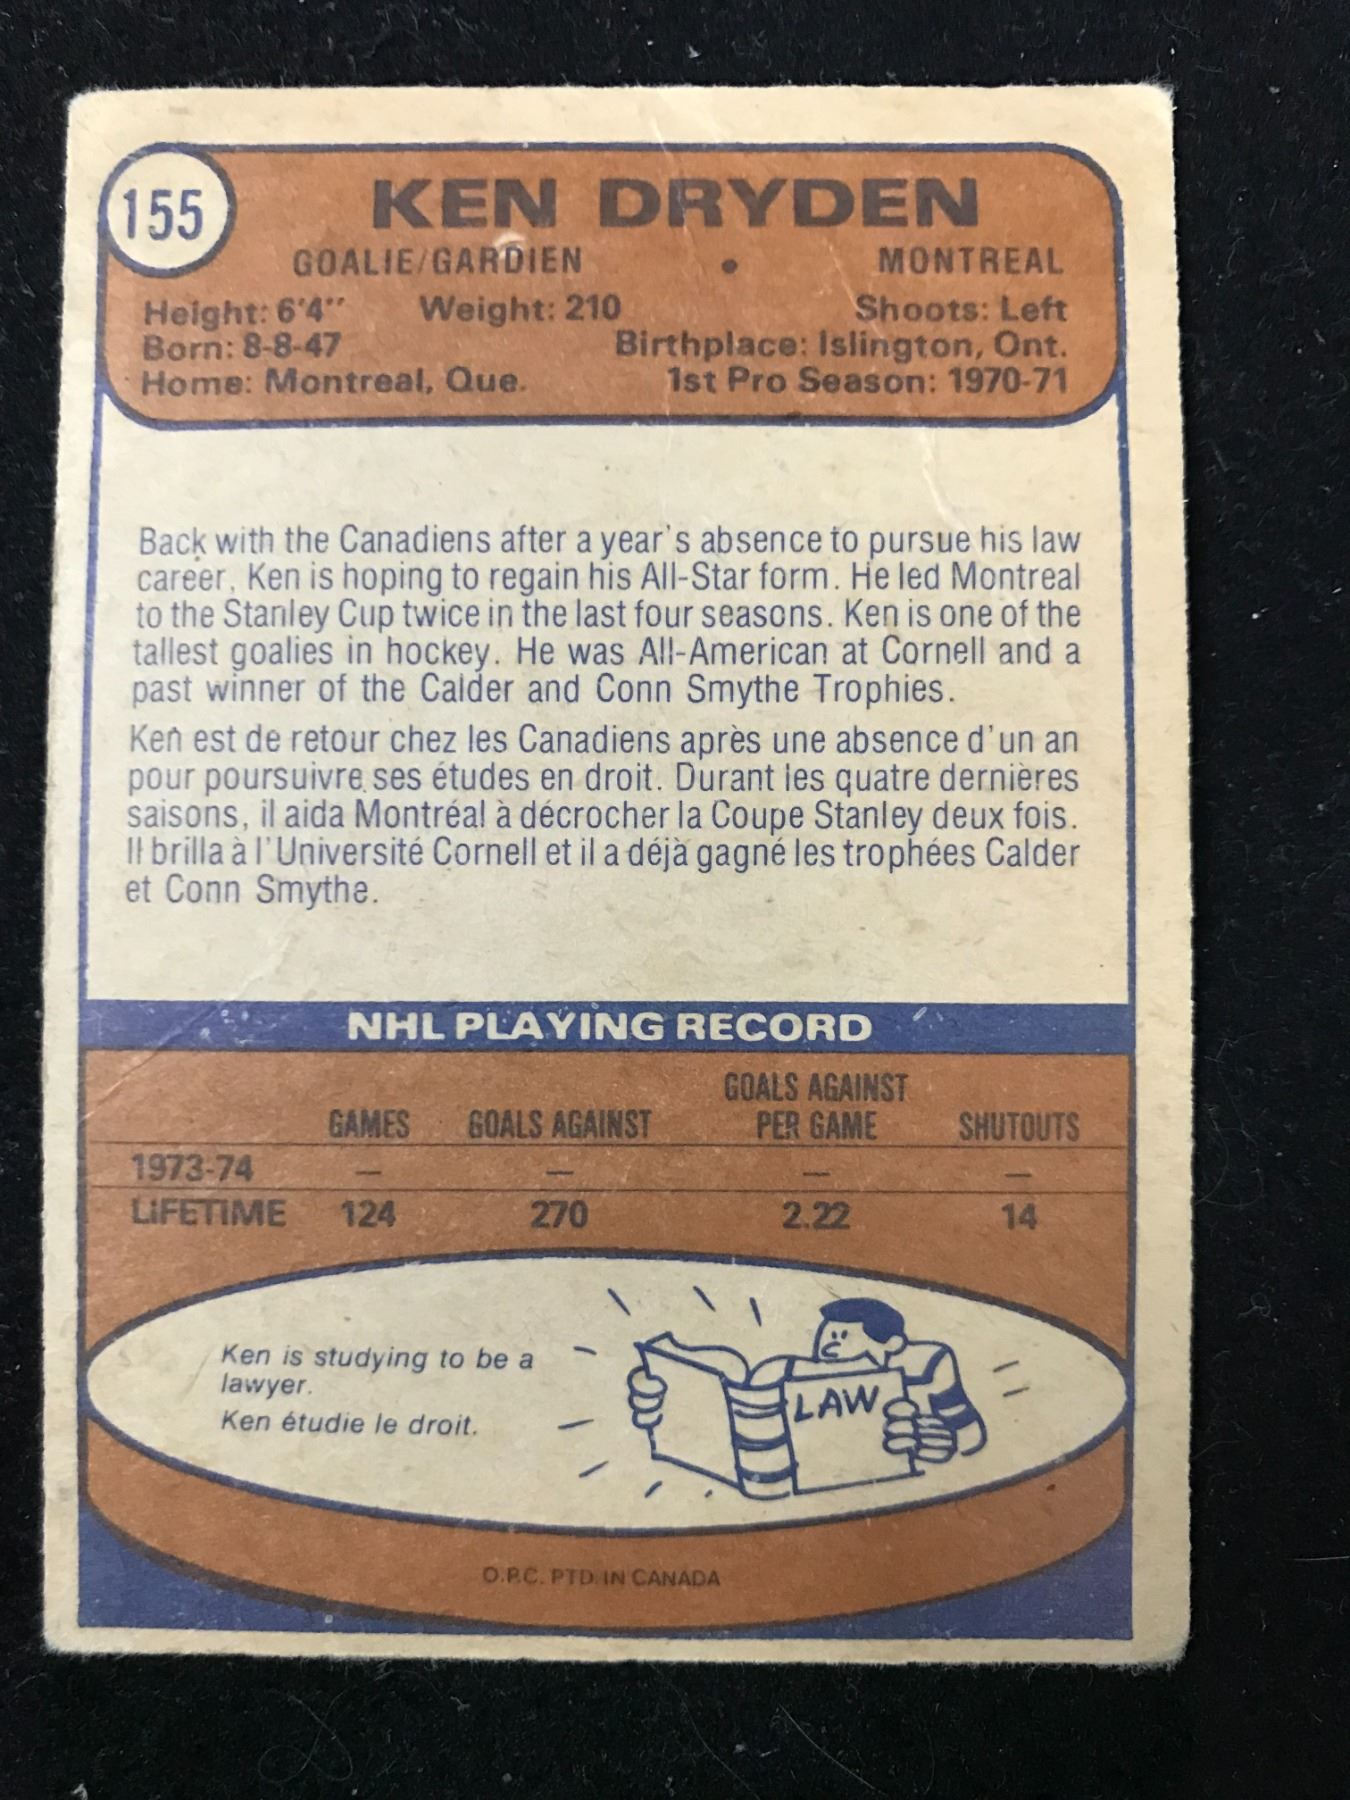 155
KEN DRYDEN
GOALIE/GARDIEN • MONTREAL
Height: 6'4'' Weight: 210 Shoots: Left
Born: 8-8-47 Birthplace: Islington, Ont.
Home: Montreal, Que. 1st Pro Season: 1970-71
Back with the Canadiens after a year's absence to pursue his law
career, Ken is hoping to regain his All-Star form. He led Montreal
to the Stanley Cup twice in the last four seasons. Ken is one of the
tallest goalies in hockey. He was All-American at Cornell and a
past winner of the Calder and Conn Smythe Trophies.
Ken est de retour chez les Canadiens après une absence d'un an
pour poursuivre ses études en droit. Durant les quatre dernières
saisons, il aida Montréal à décrocher la Coupe Stanley deux fois.
Il brilla à l'Université Cornell et il a déjà gagné les trophées Calder
et Conn Smythe.
NHL PLAYING RECORD
GAMES GOALS AGAINST GOALS AGAINST PER GAME SHUTOUTS
1973-74 — — — —
LIFETIME 124 270 2.22 14
Ken is studying to be a
lawyer.
Ken étudie le droit.
LAW
O.P.C. PTD. IN CANADA